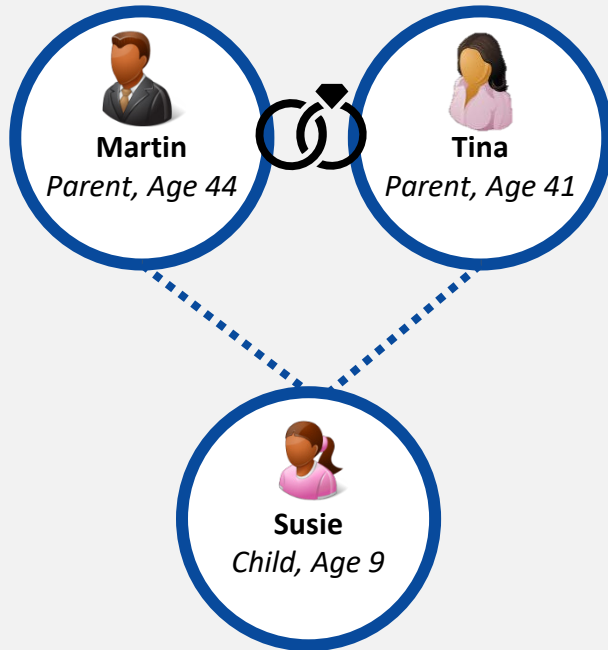 Martin
Parent, Age 44
Tina
Parent, Age 41
Susie
Child, Age 9